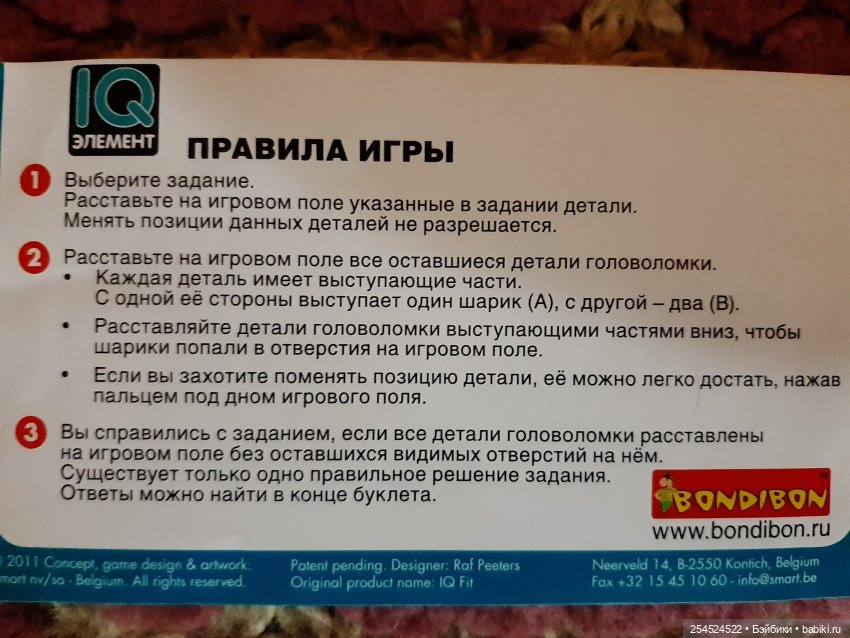 IQ
ЭЛЕМЕНТ
ПРАВИЛА ИГРЫ
1 Выберите задание.
Расставьте на игровом поле указанные в задании детали.
Менять позиции данных деталей не разрешается.
2 Расставьте на игровом поле все оставшиеся детали головоломки.
• Каждая деталь имеет выступающие части.
С одной её стороны выступает один шарик (А), с другой – два (В).
• Расставляйте детали головоломки выступающими частями вниз, чтобы
шарики попали в отверстия на игровом поле.
• Если вы захотите поменять позицию детали, её можно легко достать, нажав
пальцем под дном игрового поля.
3 Вы справились с заданием, если все детали головоломки расставлены
на игровом поле без оставшихся видимых отверстий на нём.
Существует только одно правильное решение задания.
Ответы можно найти в конце буклета.
BONDIBON
www.bondibon.ru
© 2011 Concept, game design & artwork:
mart nv/sa - Belgium. All rights reserved.
Patent pending. Designer: Raf Peeters
Original product name: IQ Fit
Neerveld 14, B-2550 Kontich, Belgium
Fax +32 15 45 10 60 - info@smart.be
254524522 • Бэйбики • babiki.ru